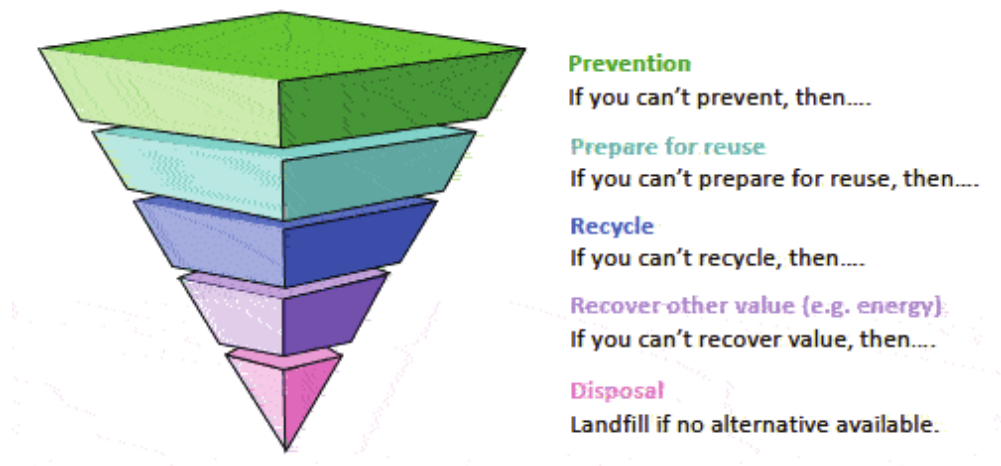 Prevention
If you can't prevent, then....
Prepare for reuse
If you can't prepare for reuse, then....
Recycle
If you can't recycle, then....
Recover other value (e.g. energy)
If you can't recover value, then....
Disposal
Landfill if no alternative available.